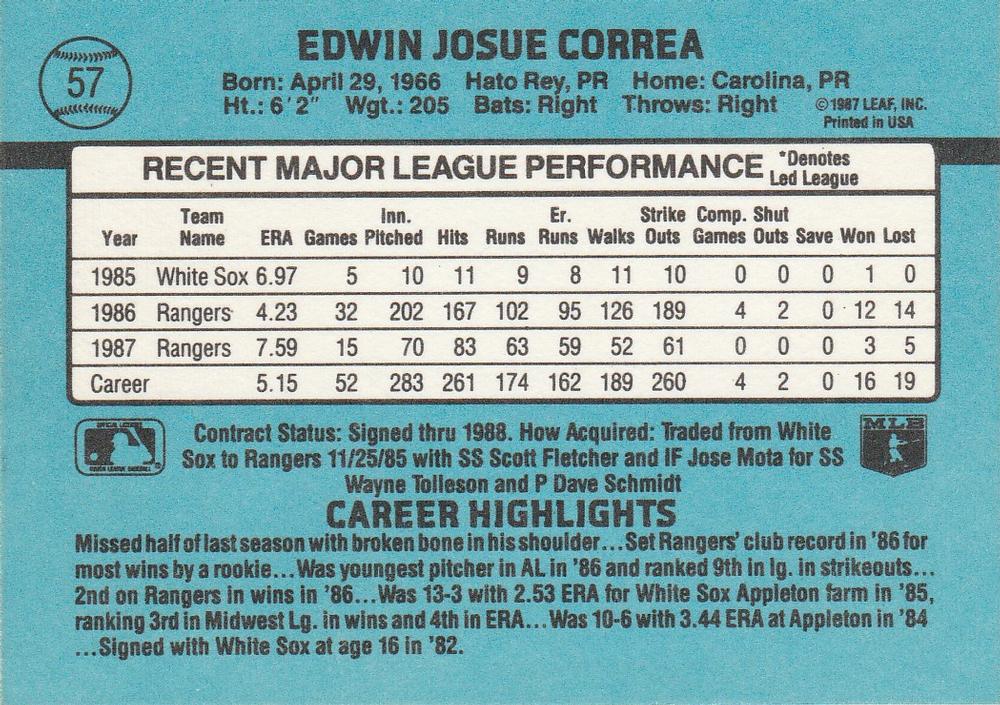 EDWIN JOSUE CORREA
57
Born: April 29, 1966 Hato Rey, PR Home: Carolina, PR
Ht.: 6'2" Wgt.: 205 Bats: Right Throws: Right
©1987 LEAF, INC.
Printed in USA
RECENT MAJOR LEAGUE PERFORMANCE *Denotes Led League
Year Team Name ERA Games Inn. Pitched Hits Runs Er. Runs Walks Strike Outs Comp. Games Shut Outs Save Won Lost
1985 White Sox 6.97 5 10 11 9 8 11 10 0 0 0 1 0
1986 Rangers 4.23 32 202 167 102 95 126 189 4 2 0 12 14
1987 Rangers 7.59 15 70 83 63 59 52 61 0 0 0 3 5
Career 5.15 52 283 261 174 162 189 260 4 2 0 16 19
MLB
Contract Status: Signed thru 1988. How Acquired: Traded from White
Sox to Rangers 11/25/85 with SS Scott Fletcher and IF Jose Mota for SS
Wayne Tolleson and P Dave Schmidt
CAREER HIGHLIGHTS
Missed half of last season with broken bone in his shoulder...Set Rangers' club record in '86 for
most wins by a rookie...Was youngest pitcher in AL in '86 and ranked 9th in lg. in strikeouts...
2nd on Rangers in wins in '86...Was 13-3 with 2.53 ERA for White Sox Appleton farm in '85,
ranking 3rd in Midwest Lg. in wins and 4th in ERA...Was 10-6 with 3.44 ERA at Appleton in '84
...Signed with White Sox at age 16 in '82.